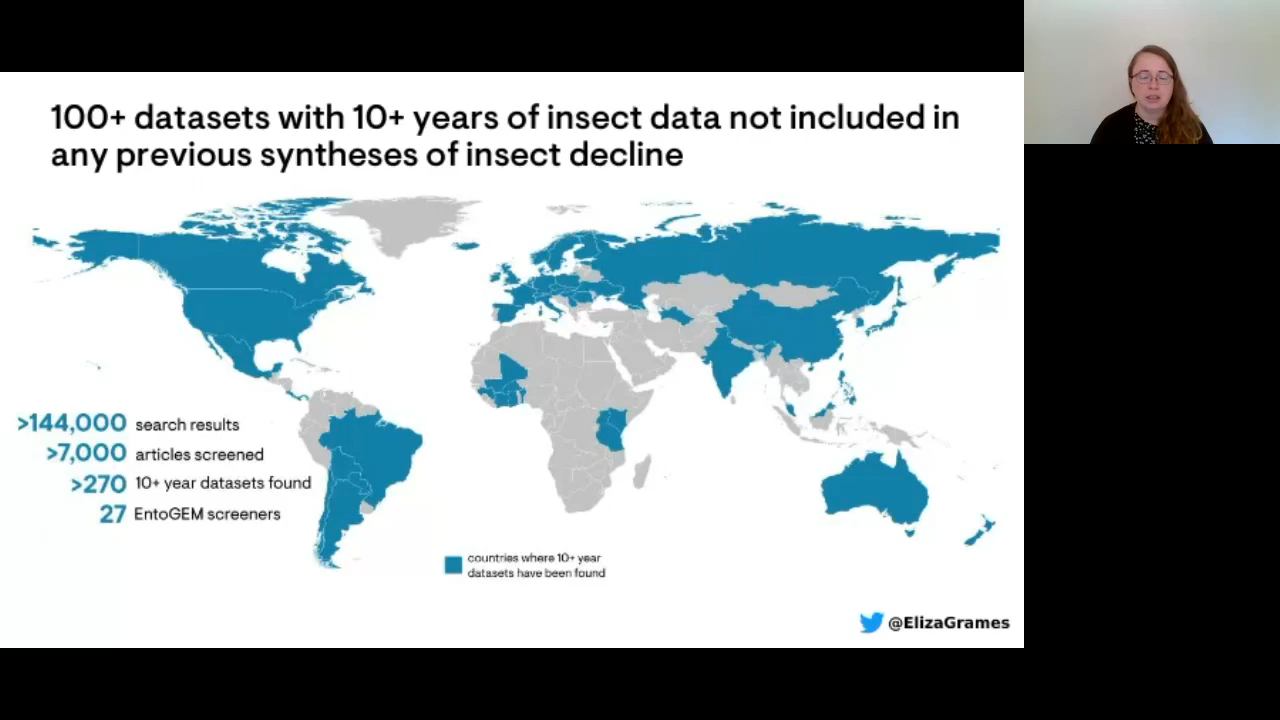 100+ datasets with 10+ years of insect data not included in
any previous syntheses of insect decline
>144,000 search results
>7,000 articles screened
>270 10+ year datasets found
27 EntoGEM screeners
countries where 10+ year
datasets have been found
@ElizaGrames